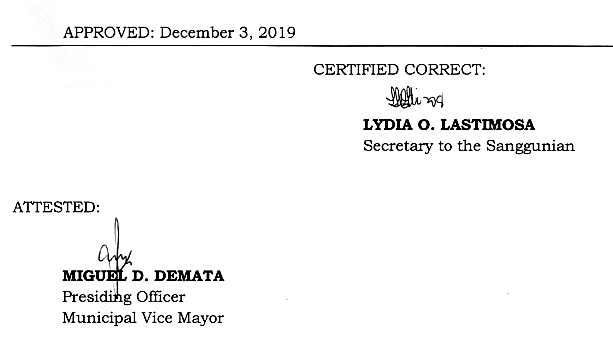 APPROVED: December 3, 2019
CERTIFIED CORRECT:
LYDIA O. LASTIMOSA
Secretary to the Sanggunian
ATTESTED:
MIGUEL D. DEMATA
Presiding Officer
Municipal Vice Mayor